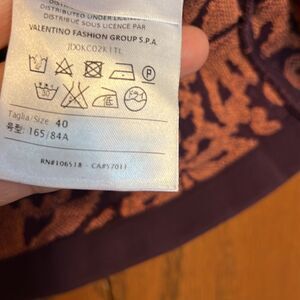 DISTRIBUTED UNDER LICENSE
DISTRIBUÉ SOUS LICENCE PAR
VALENTINO FASHION GROUP S.P.A.
30
P
Taglia/Size 40
号型: 165/84A
RN#106518 - CA#57011